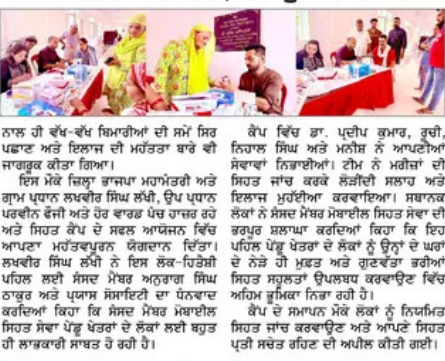 ਨਾਲ ਹੀ ਵੱਖ-ਵੱਖ ਬਿਮਾਰੀਆਂ ਦੀ ਸਮੇਂ ਸਿਰ
ਪਛਾਣ ਅਤੇ ਇਲਾਜ ਦੀ ਮਹੱਤਤਾ ਬਾਰੇ ਵੀ
ਜਾਗਰੂਕ ਕੀਤਾ ਗਿਆ।
ਇਸ ਮੌਕੇ ਜ਼ਿਲ੍ਹਾ ਭਾਜਪਾ ਮਹਾਮੰਤਰੀ ਅਤੇ
ਗ੍ਰਾਮ ਪ੍ਰਧਾਨ ਲਖਵੀਰ ਸਿੰਘ ਲੱਖੀ, ਉਪ ਪ੍ਰਧਾਨ
ਪਰਵੀਨ ਫੌਜੀ ਅਤੇ ਹੋਰ ਵਾਰਡ ਪੰਚ ਹਾਜ਼ਰ ਰਹੇ
ਅਤੇ ਸਿਹਤ ਕੈਂਪ ਦੇ ਸਫਲ ਆਯੋਜਨ ਵਿੱਚ
ਆਪਣਾ ਮਹੱਤਵਪੂਰਨ ਯੋਗਦਾਨ ਦਿੱਤਾ।
ਲਖਵੀਰ ਸਿੰਘ ਲੱਖੀ ਨੇ ਇਸ ਲੋਕ-ਹਿਤੈਸ਼ੀ
ਪਹਿਲ ਲਈ ਸੰਸਦ ਮੈਂਬਰ ਅਨੁਰਾਗ ਸਿੰਘ
ਠਾਕੁਰ ਅਤੇ ਪ੍ਰਯਾਸ ਸੋਸਾਇਟੀ ਦਾ ਧੰਨਵਾਦ
ਕਰਦਿਆਂ ਕਿਹਾ ਕਿ ਸੰਸਦ ਮੈਂਬਰ ਮੋਬਾਈਲ
ਸਿਹਤ ਸੇਵਾ ਪੇਂਡੂ ਖੇਤਰਾਂ ਦੇ ਲੋਕਾਂ ਲਈ ਬਹੁਤ
ਹੀ ਲਾਭਕਾਰੀ ਸਾਬਤ ਹੋ ਰਹੀ ਹੈ।
ਕੈਂਪ ਵਿੱਚ ਡਾ. ਪ੍ਰਦੀਪ ਕੁਮਾਰ, ਰੂਚੀ,
ਨਿਹਾਲ ਸਿੰਘ ਅਤੇ ਮਨੀਸ਼ ਨੇ ਆਪਣੀਆਂ
ਸੇਵਾਵਾਂ ਨਿਭਾਈਆਂ। ਟੀਮ ਨੇ ਮਰੀਜ਼ਾਂ ਦੀ
ਸਿਹਤ ਜਾਂਚ ਕਰਕੇ ਲੋੜੀਂਦੀ ਸਲਾਹ ਅਤੇ
ਇਲਾਜ ਮੁਹੱਈਆ ਕਰਵਾਇਆ। ਸਥਾਨਕ
ਲੋਕਾਂ ਨੇ ਸੰਸਦ ਮੈਂਬਰ ਮੋਬਾਈਲ ਸਿਹਤ ਸੇਵਾ ਦੀ
ਭਰਪੂਰ ਸ਼ਲਾਘਾ ਕਰਦਿਆਂ ਕਿਹਾ ਕਿ ਇਹ
ਪਹਿਲ ਪੇਂਡੂ ਖੇਤਰਾਂ ਦੇ ਲੋਕਾਂ ਨੂੰ ਉਨ੍ਹਾਂ ਦੇ ਘਰਾਂ
ਦੇ ਨੇੜੇ ਹੀ ਮੁਫ਼ਤ ਅਤੇ ਗੁਣਵੱਤਾ ਭਰੀਆਂ
ਸਿਹਤ ਸਹੂਲਤਾਂ ਉਪਲਬਧ ਕਰਵਾਉਣ ਵਿੱਚ
ਅਹਿਮ ਭੂਮਿਕਾ ਨਿਭਾ ਰਹੀ ਹੈ।
ਕੈਂਪ ਦੇ ਸਮਾਪਨ ਮੌਕੇ ਲੋਕਾਂ ਨੂੰ ਨਿਯਮਿਤ
ਸਿਹਤ ਜਾਂਚ ਕਰਵਾਉਣ ਅਤੇ ਆਪਣੇ ਸਿਹਤ
ਪ੍ਰਤੀ ਸਚੇਤ ਰਹਿਣ ਦੀ ਅਪੀਲ ਕੀਤੀ ਗਈ।